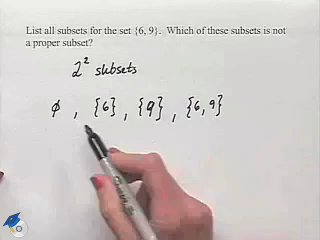 List all subsets for the set {6, 9}.  Which of these subsets is not
a proper subset?
2² subsets
∅ , {6} , {9} , {6, 9}